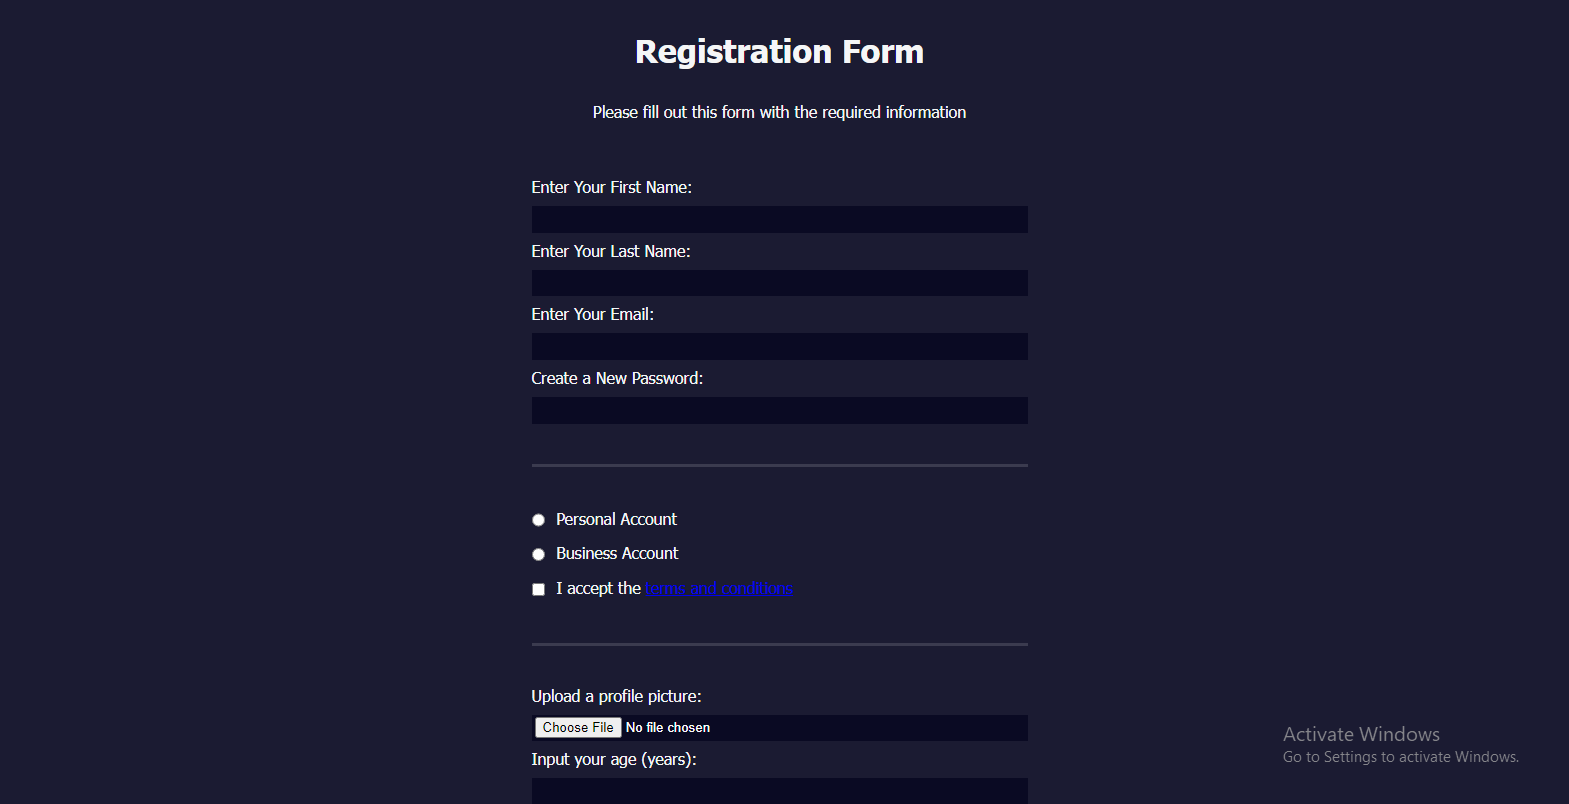 Registration Form
Please fill out this form with the required information
Enter Your First Name:
Enter Your Last Name:
Enter Your Email:
Create a New Password:
Personal Account
Business Account
I accept the terms and conditions
Upload a profile picture:
Choose File No file chosen
Input your age (years):
Activate Windows
Go to Settings to activate Windows.